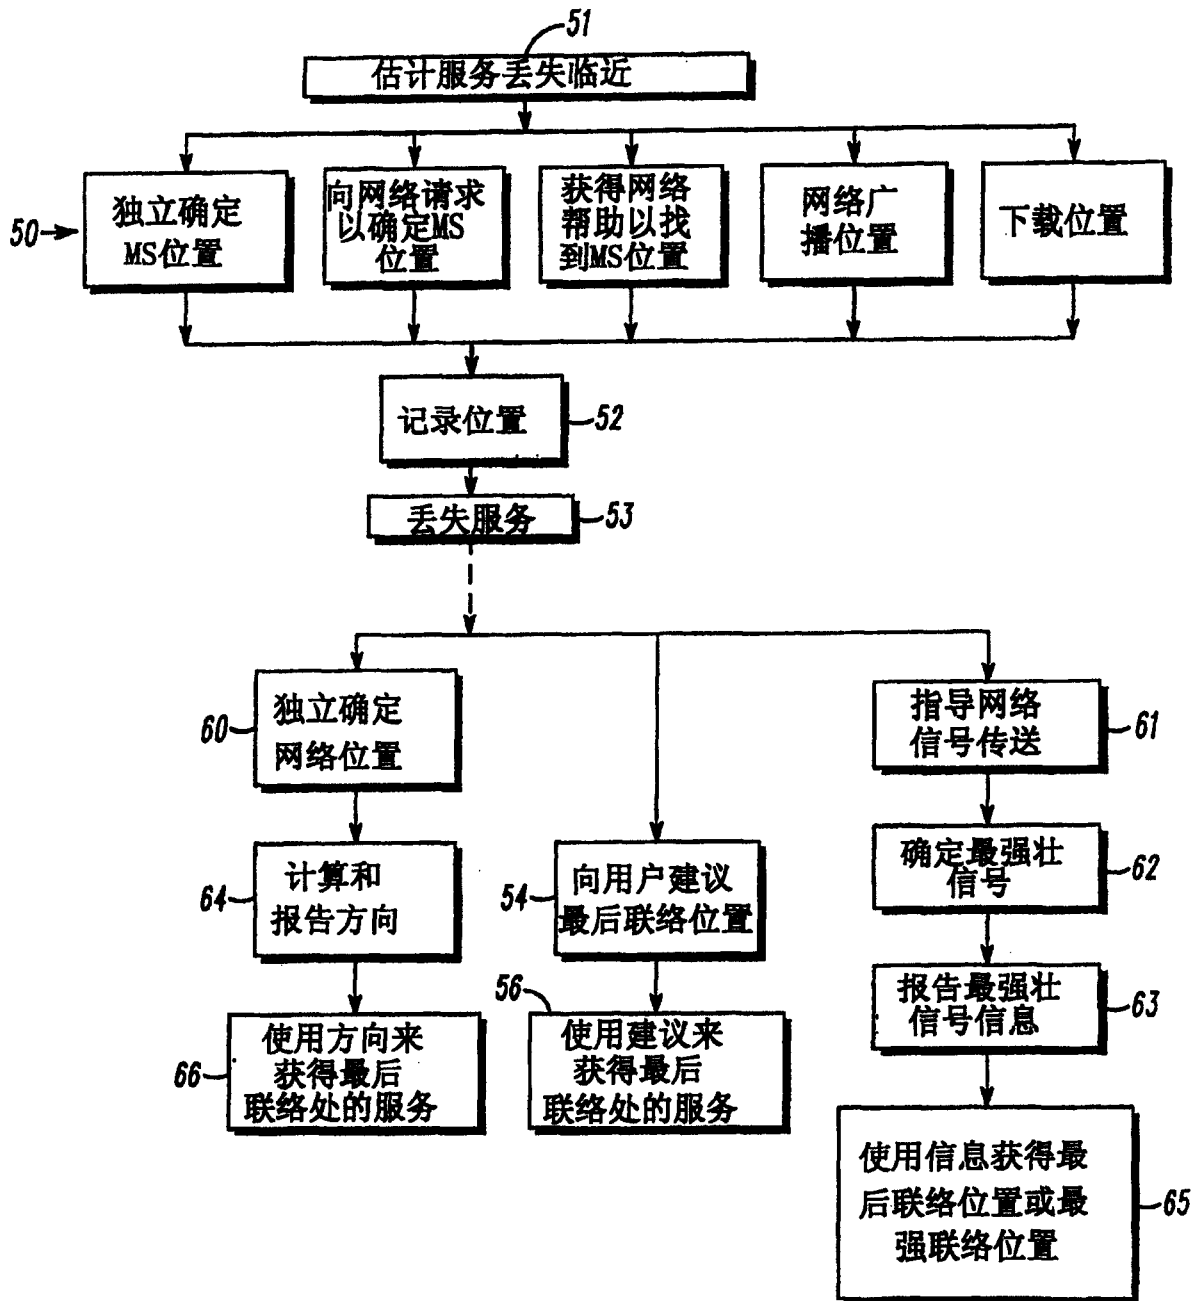 51
估计服务丢失临近
50
独立确定
MS位置
向网络请求
以确定MS
位置
获得网络
帮助以找
到MS位置
网络广
播位置
下载位置
记录位置
52
丢失服务
53
60
独立确定
网络位置
指导网络
信号传送
61
64
计算和
报告方向
54
向用户建议
最后联络位置
确定最强壮
信号
62
报告最强壮
信号信息
63
66
使用方向来
获得最后
联络处的服务
56
使用建议来
获得最后
联络处的服务
使用信息获得最
后联络位置或最
强联络位置
65